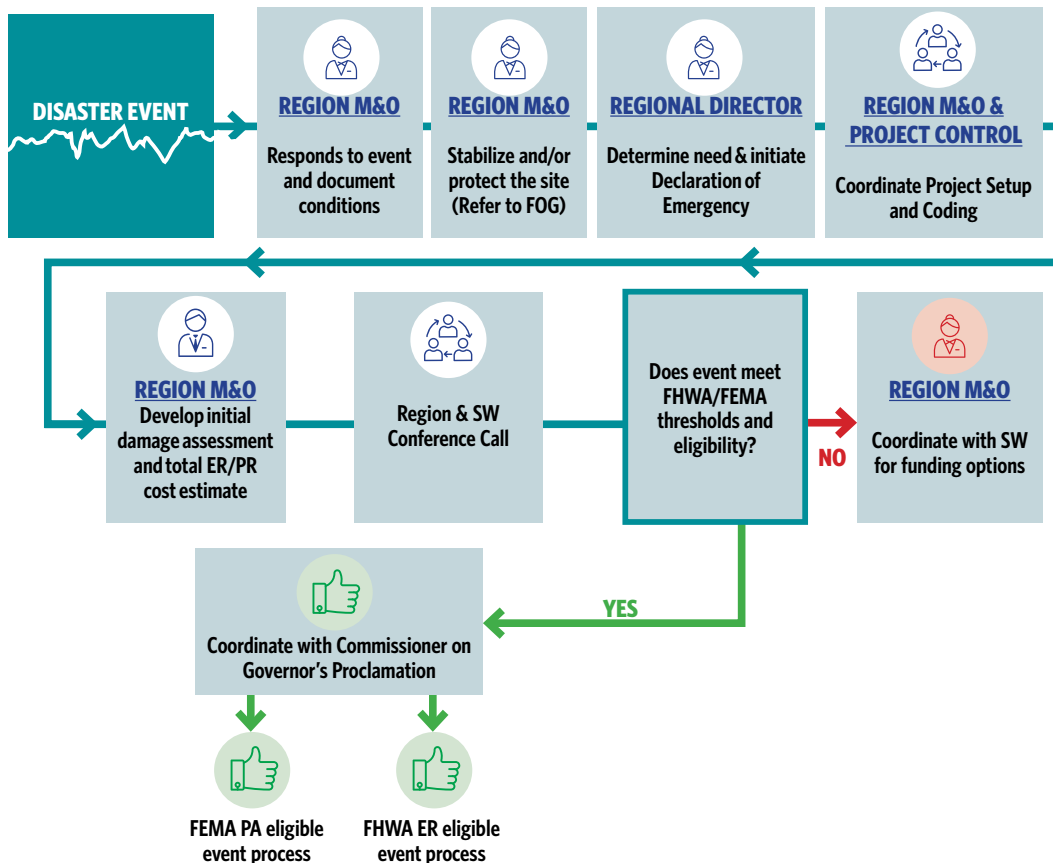 DISASTER EVENT
REGION M&O
Responds to event
and document
conditions
REGION M&O
Stabilize and/or
protect the site
(Refer to FOG)
REGIONAL DIRECTOR
Determine need & initiate
Declaration of
Emergency
REGION M&O &
PROJECT CONTROL
Coordinate Project Setup
and Coding
REGION M&O
Develop initial
damage assessment
and total ER/PR
cost estimate
Region & SW
Conference Call
Does event meet
FHWA/FEMA
thresholds and
eligibility?
NO
REGION M&O
Coordinate with SW
for funding options
YES
Coordinate with Commissioner on
Governor's Proclamation
FEMA PA eligible
event process
FHWA ER eligible
event process